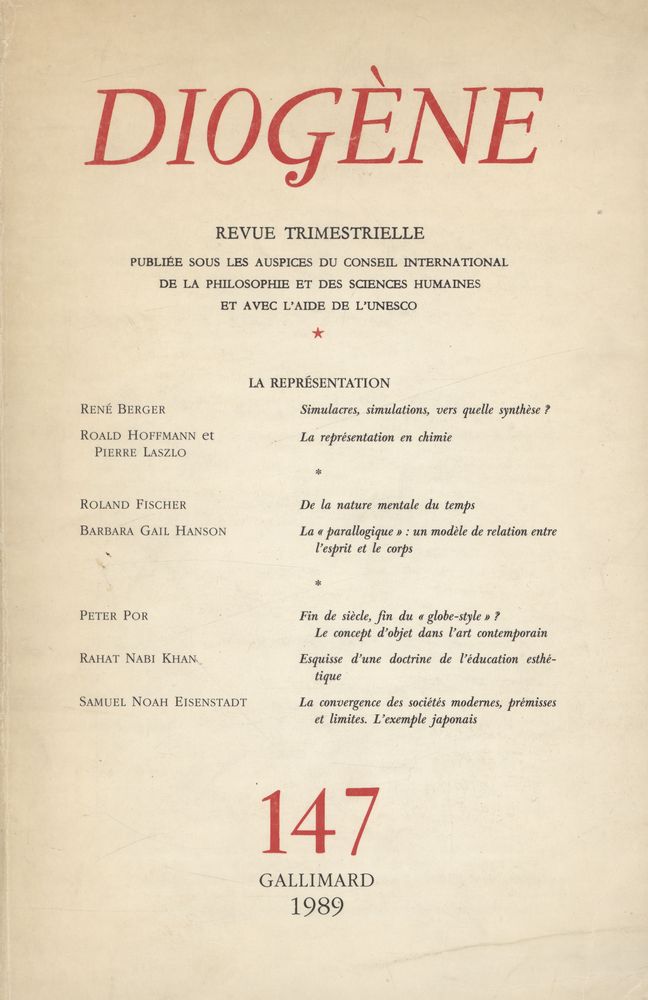 DIOGÈNE
REVUE TRIMESTRIELLE
PUBLIÉE SOUS LES AUSPICES DU CONSEIL INTERNATIONAL
DE LA PHILOSOPHIE ET DES SCIENCES HUMAINES
ET AVEC L'AIDE DE L'UNESCO
★
LA REPRÉSENTATION
RENÉ BERGER Simulacres, simulations, vers quelle synthèse ?
ROALD HOFFMANN et La représentation en chimie
PIERRE LASZLO
*
ROLAND FISCHER De la nature mentale du temps
BARBARA GAIL HANSON La « parallogique » : un modèle de relation entre
l'esprit et le corps
*
PETER POR Fin de siècle, fin du « globe-style » ?
Le concept d'objet dans l'art contemporain
RAHAT NABI KHAN Esquisse d'une doctrine de l'éducation esthé-
tique
SAMUEL NOAH EISENSTADT La convergence des sociétés modernes, prémisses
et limites. L'exemple japonais
147
GALLIMARD
1989